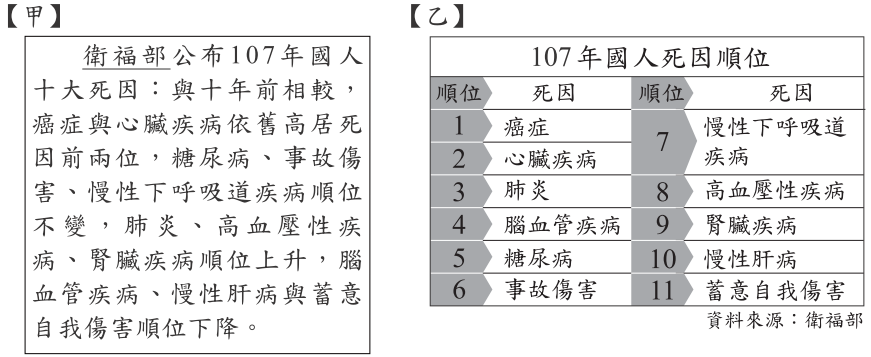 【甲】
衛福部公布107年國人
十大死因：與十年前相較，
癌症與心臟疾病依舊高居死
因前兩位，糖尿病、事故傷
害、慢性下呼吸道疾病順位
不變，肺炎、高血壓性疾
病、腎臟疾病順位上升，腦
血管疾病、慢性肝病與蓄意
自我傷害順位下降。
【乙】
107年國人死因順位
順位 死因 順位 死因
1 癌症
2 心臟疾病
3 肺炎
4 腦血管疾病
5 糖尿病
6 事故傷害
7 慢性下呼吸道
疾病
8 高血壓性疾病
9 腎臟疾病
10 慢性肝病
11 蓄意自我傷害
資料來源：衛福部